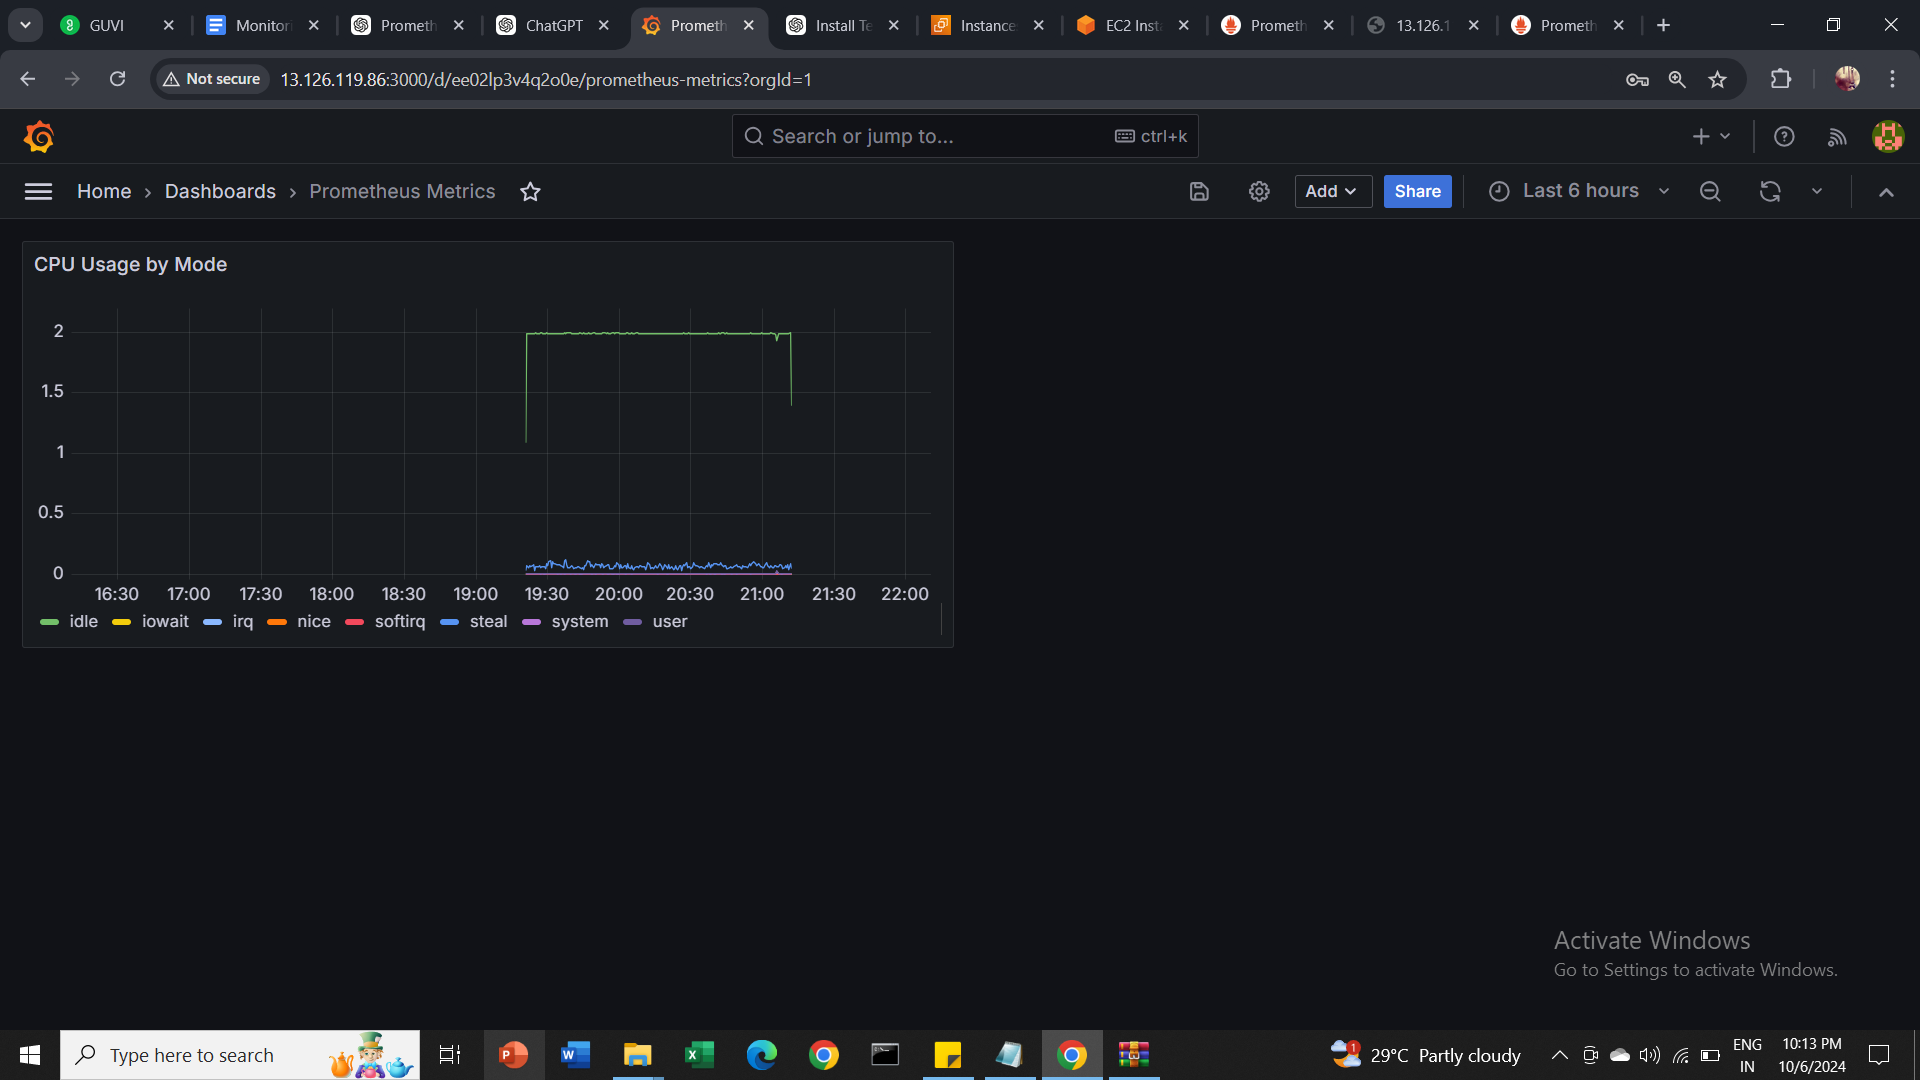 GUVI
Monitori
Prometh
ChatGPT
Prometh
Install Te
Instance
EC2 Inst
Prometh
13.126.1
Prometh
Not secure
13.126.119.86:3000/d/ee02lp3v4q2o0e/prometheus-metrics?orgId=1
Search or jump to...
ctrl+k
Home › Dashboards › Prometheus Metrics
Add
Share
Last 6 hours
CPU Usage by Mode
2
1.5
1
0.5
0
16:30 17:00 17:30 18:00 18:30 19:00 19:30 20:00 20:30 21:00 21:30 22:00
idle iowait irq nice softirq steal system user
Activate Windows
Go to Settings to activate Windows.
Type here to search
1
29°C Partly cloudy
ENG
IN
10:13 PM
10/6/2024